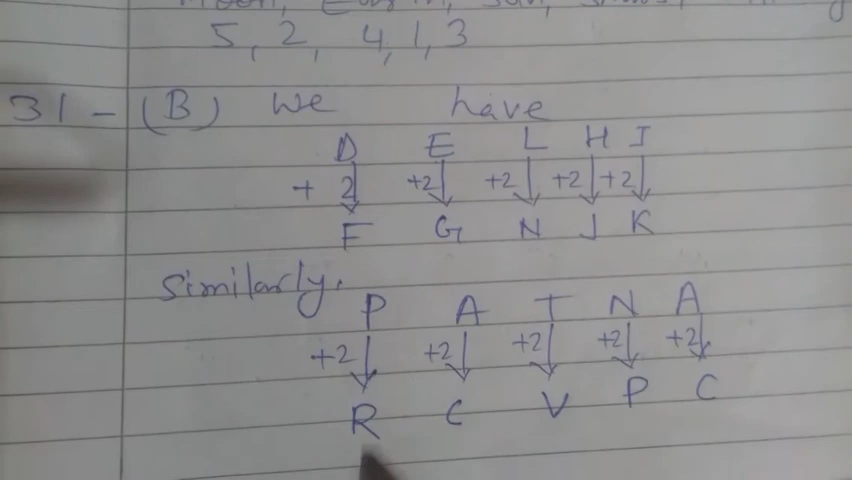 5, 2, 4, 1, 3
31 - (B) We have
D E L H I
+ 2 +2 +2 +2 +2
F G N J K
Similarly,
P A T N A
+2 +2 +2 +2 +2
R C V P C